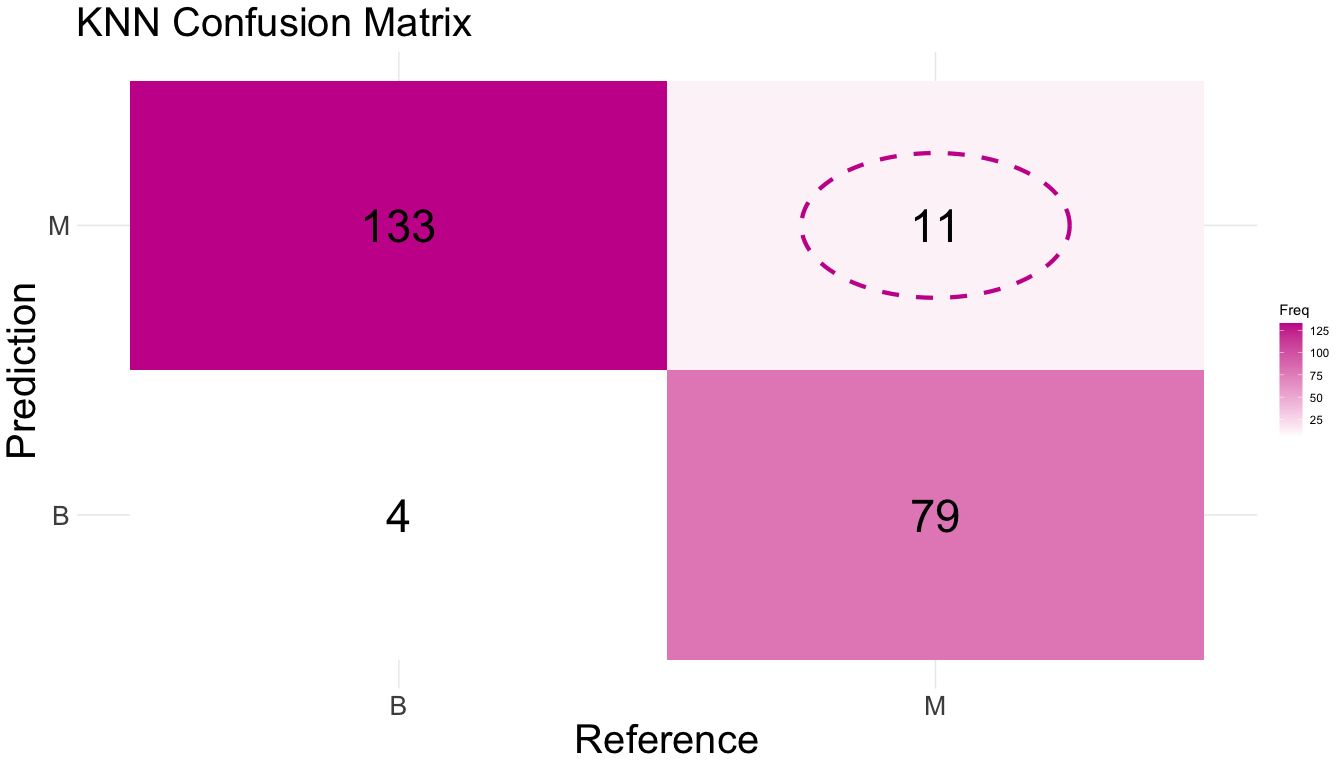 KNN Confusion Matrix
M
133
11
B
4
79
B
M
Prediction
Reference
Freq
125
100
75
50
25